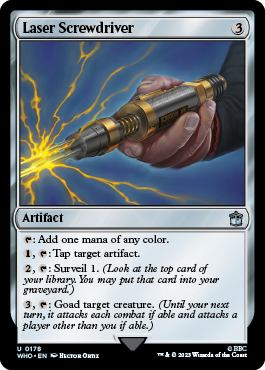 Laser Screwdriver 3
Artifact
T: Add one mana of any color.
1, T: Tap target artifact.
2, T: Surveil 1. (Look at the top card of
your library. You may put that card into your
graveyard.)
3, T: Goad target creature. (Until your next
turn, it attacks each combat if able and attacks a
player other than you if able.)
U 0178 © BBC
WHO • EN Hector Ortiz ™ & © 2023 Wizards of the Coast